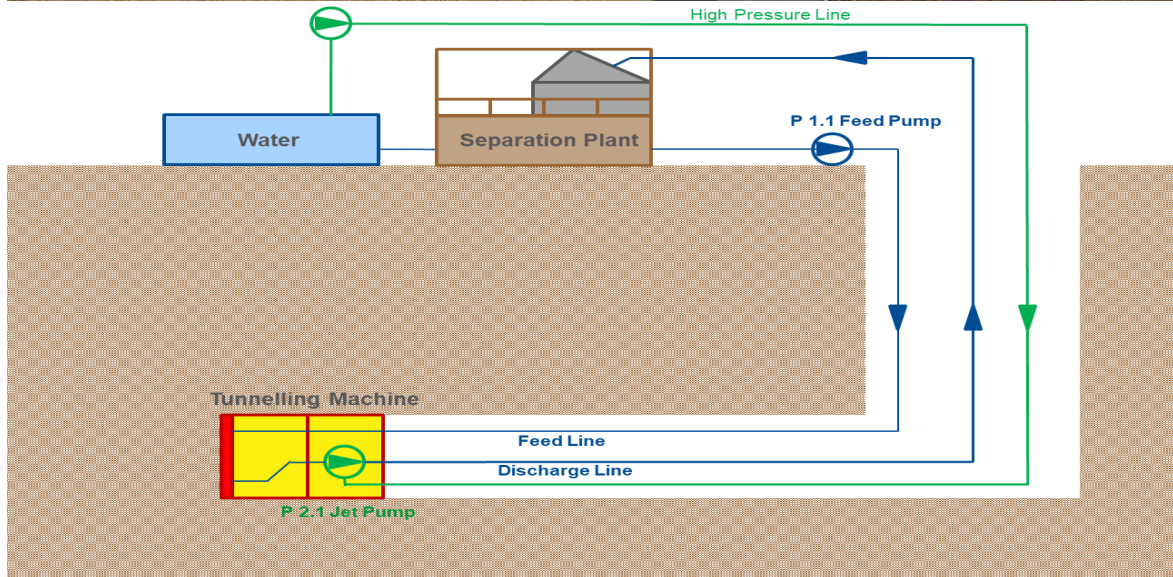 High Pressure Line
P 1.1 Feed Pump
Water
Separation Plant
Tunnelling Machine
Feed Line
Discharge Line
P 2.1 Jet Pump